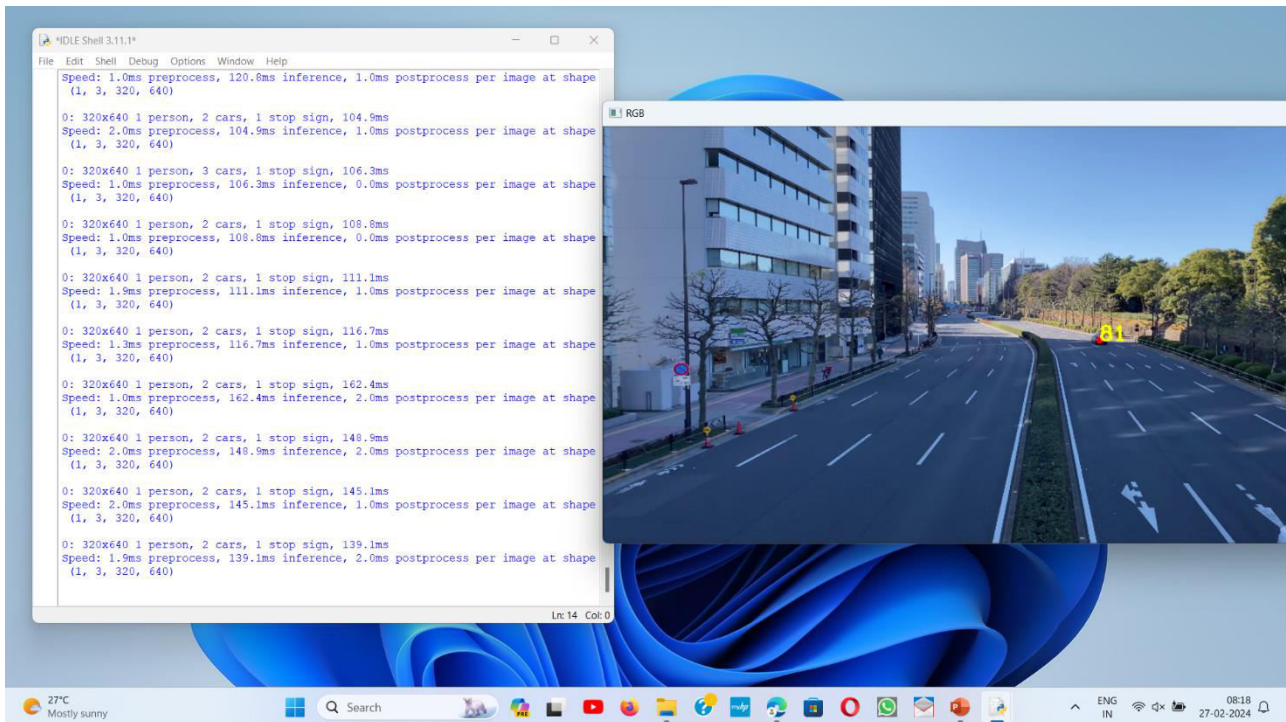 *IDLE Shell 3.11.1*
File Edit Shell Debug Options Window Help
Speed: 1.0ms preprocess, 120.8ms inference, 1.0ms postprocess per image at shape
(1, 3, 320, 640)
0: 320x640 1 person, 2 cars, 1 stop sign, 104.9ms
Speed: 2.0ms preprocess, 104.9ms inference, 1.0ms postprocess per image at shape
(1, 3, 320, 640)
0: 320x640 1 person, 3 cars, 1 stop sign, 106.3ms
Speed: 1.0ms preprocess, 106.3ms inference, 0.0ms postprocess per image at shape
(1, 3, 320, 640)
0: 320x640 1 person, 2 cars, 1 stop sign, 108.8ms
Speed: 1.0ms preprocess, 108.8ms inference, 0.0ms postprocess per image at shape
(1, 3, 320, 640)
0: 320x640 1 person, 2 cars, 1 stop sign, 111.1ms
Speed: 1.9ms preprocess, 111.1ms inference, 1.0ms postprocess per image at shape
(1, 3, 320, 640)
0: 320x640 1 person, 2 cars, 1 stop sign, 116.7ms
Speed: 1.3ms preprocess, 116.7ms inference, 1.0ms postprocess per image at shape
(1, 3, 320, 640)
0: 320x640 1 person, 2 cars, 1 stop sign, 162.4ms
Speed: 1.0ms preprocess, 162.4ms inference, 2.0ms postprocess per image at shape
(1, 3, 320, 640)
0: 320x640 1 person, 2 cars, 1 stop sign, 148.9ms
Speed: 2.0ms preprocess, 148.9ms inference, 2.0ms postprocess per image at shape
(1, 3, 320, 640)
0: 320x640 1 person, 2 cars, 1 stop sign, 145.1ms
Speed: 2.0ms preprocess, 145.1ms inference, 1.0ms postprocess per image at shape
(1, 3, 320, 640)
0: 320x640 1 person, 2 cars, 1 stop sign, 139.1ms
Speed: 1.9ms preprocess, 139.1ms inference, 2.0ms postprocess per image at shape
(1, 3, 320, 640)
Ln: 14 Col: 0
RGB
81
27°C
Mostly sunny
Search
PRE
ENG
IN
08:18
27-02-2024